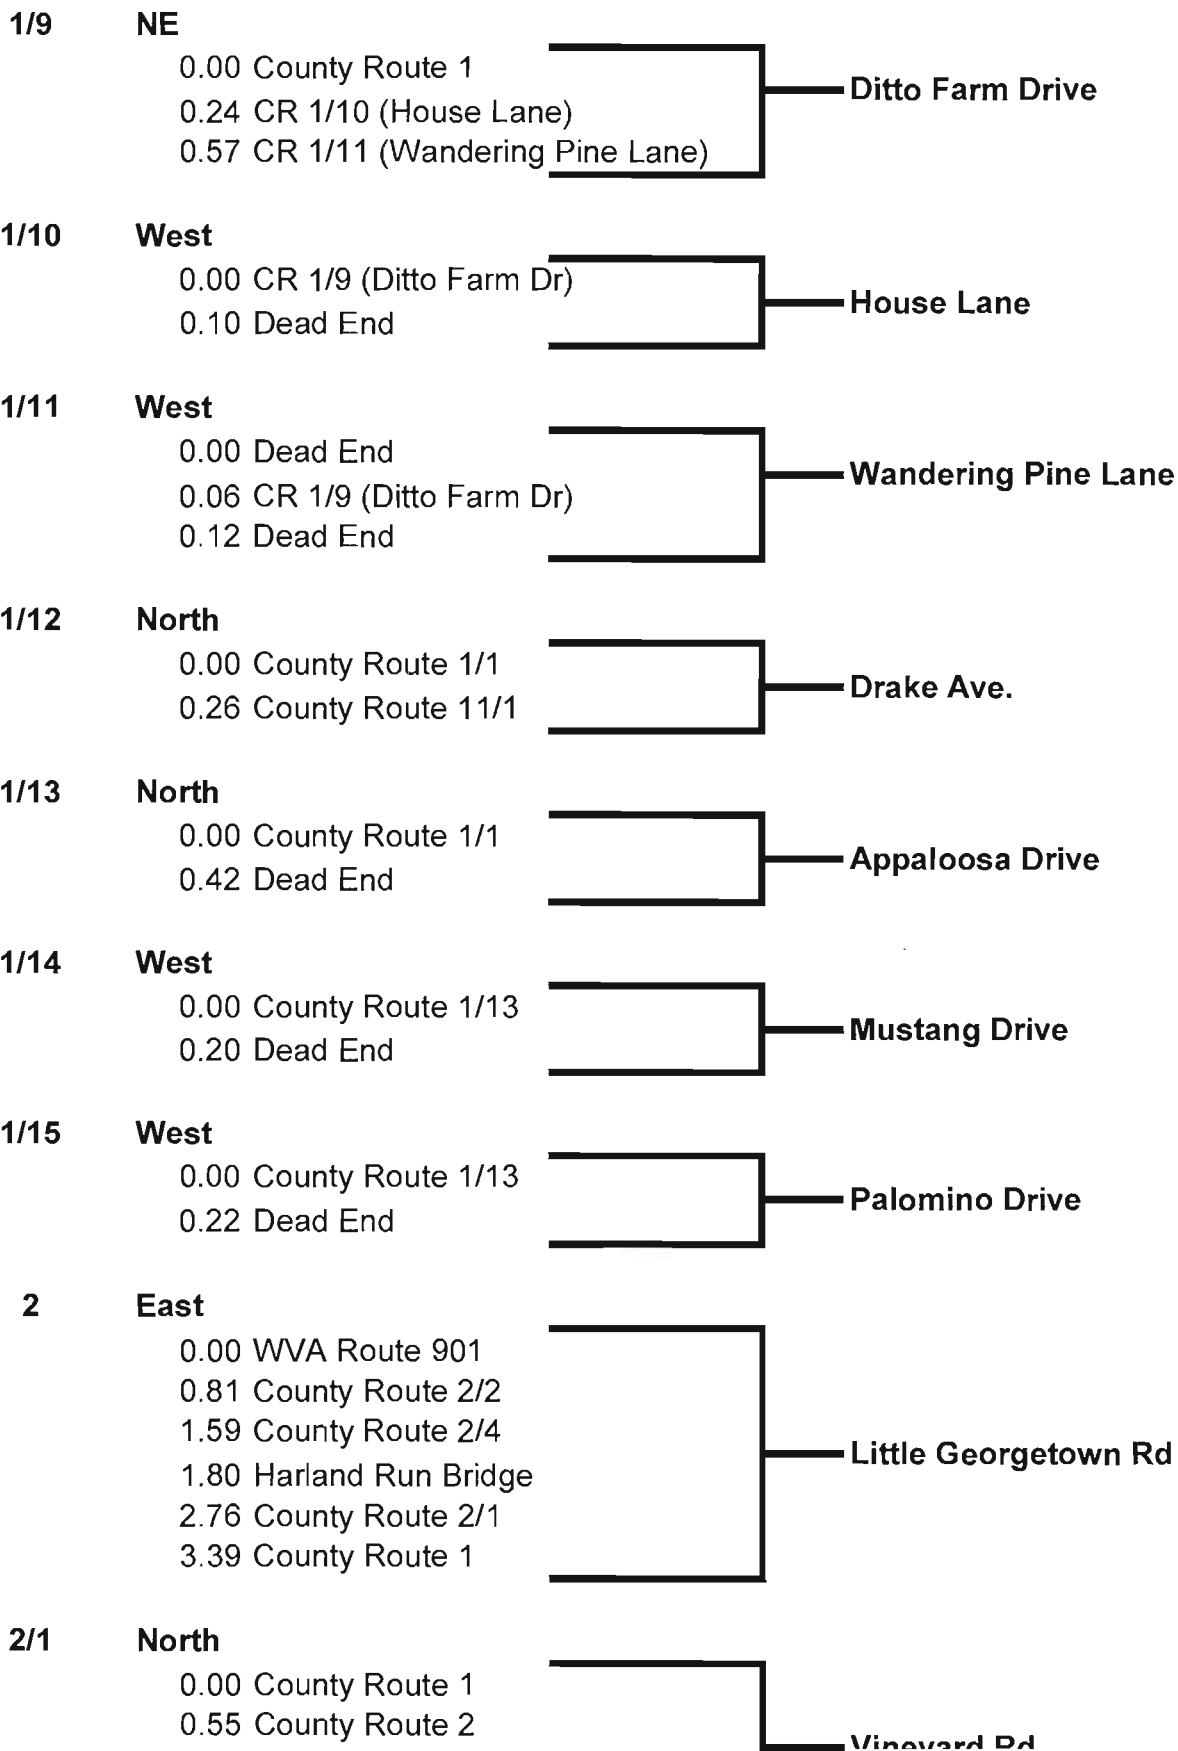 1/9 NE
0.00 County Route 1
Ditto Farm Drive
0.24 CR 1/10 (House Lane)
0.57 CR 1/11 (Wandering Pine Lane)
1/10 West
0.00 CR 1/9 (Ditto Farm Dr)
House Lane
0.10 Dead End
1/11 West
0.00 Dead End
Wandering Pine Lane
0.06 CR 1/9 (Ditto Farm Dr)
0.12 Dead End
1/12 North
0.00 County Route 1/1
Drake Ave.
0.26 County Route 11/1
1/13 North
0.00 County Route 1/1
Appaloosa Drive
0.42 Dead End
1/14 West
0.00 County Route 1/13
Mustang Drive
0.20 Dead End
1/15 West
0.00 County Route 1/13
Palomino Drive
0.22 Dead End
2 East
0.00 WVA Route 901
0.81 County Route 2/2
1.59 County Route 2/4
Little Georgetown Rd
1.80 Harland Run Bridge
2.76 County Route 2/1
3.39 County Route 1
2/1 North
0.00 County Route 1
0.55 County Route 2
Vineyard Rd